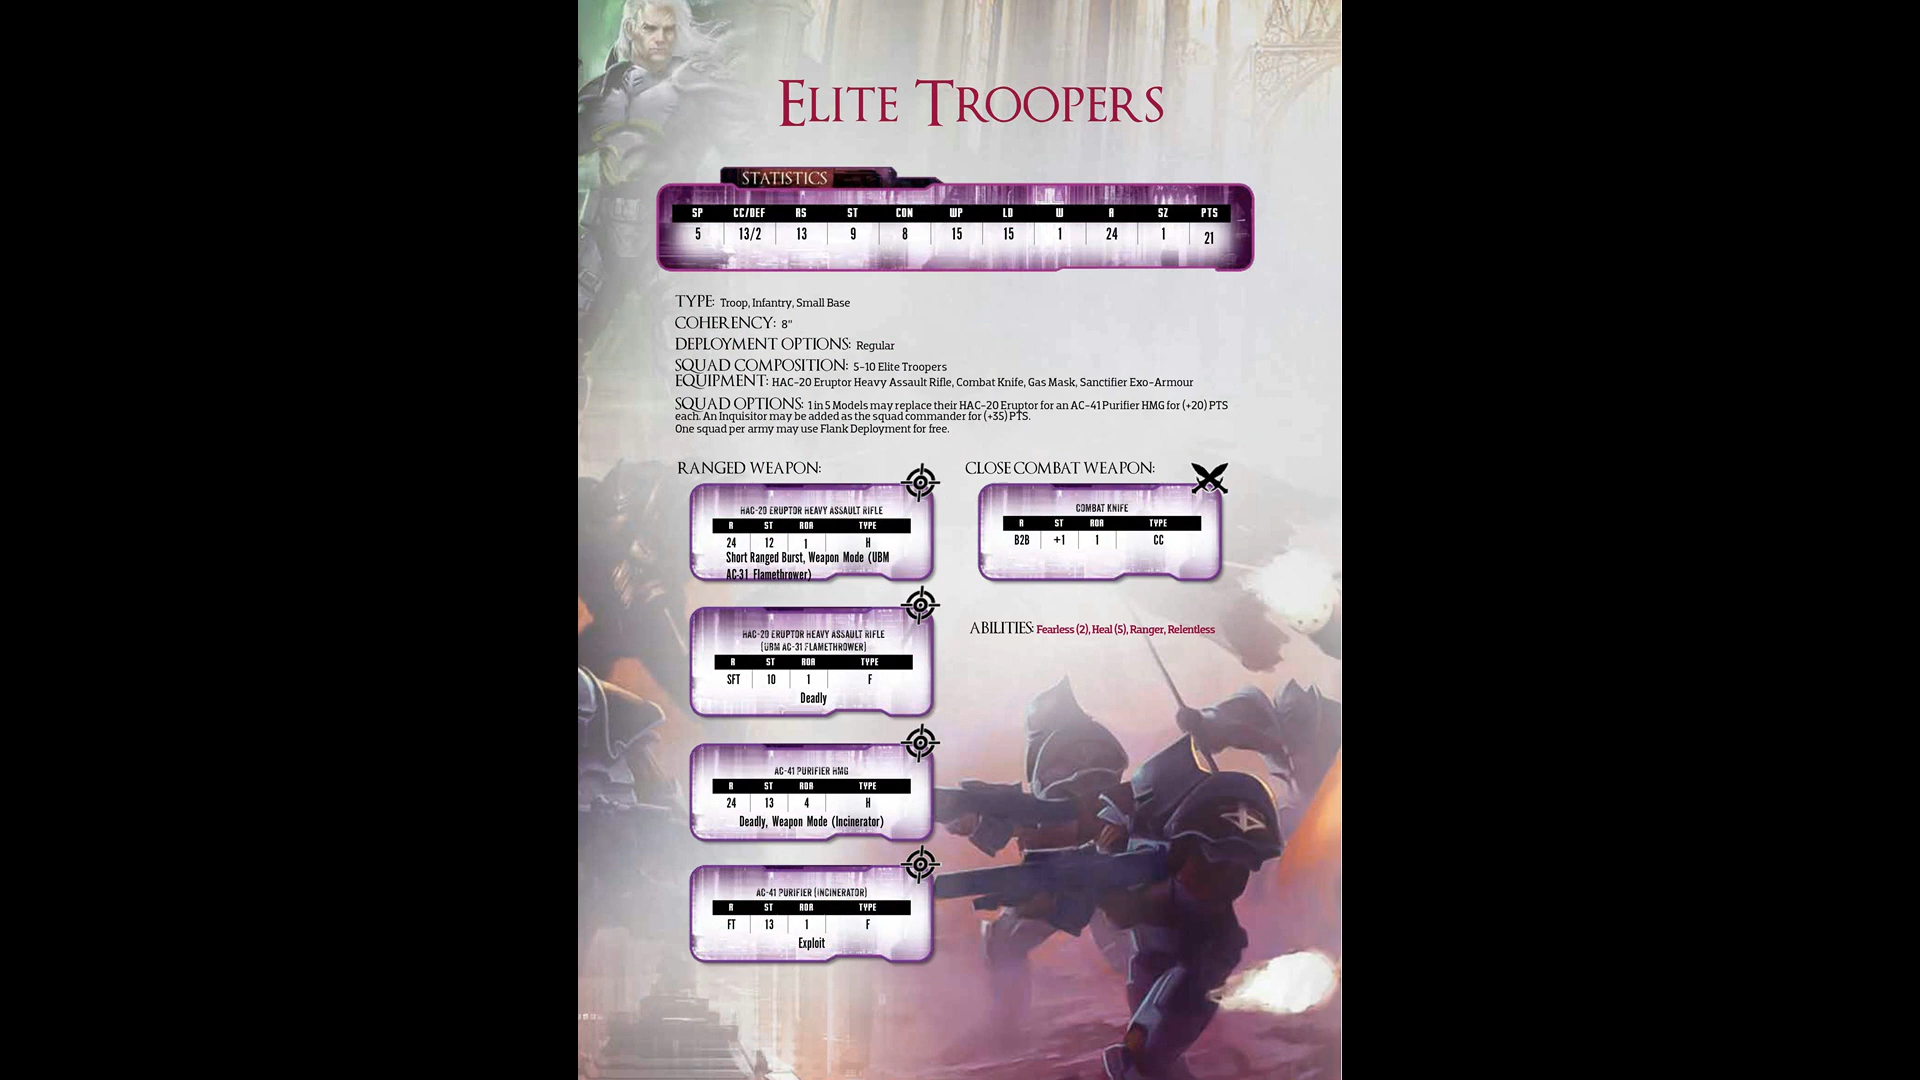 Elite Troopers
STATISTICS
SP CC/DEF RS ST CON WP LD W A SZ PTS
5 13/2 13 9 8 15 15 1 24 1 21
TYPE: Troop, Infantry, Small Base
COHERENCY: 8"
DEPLOYMENT OPTIONS: Regular
SQUAD COMPOSITION: 5-10 Elite Troopers
EQUIPMENT: HAC-20 Eruptor Heavy Assault Rifle, Combat Knife, Gas Mask, Sanctifier Exo-Armour
SQUAD OPTIONS: 1 in 5 Models may replace their HAC-20 Eruptor for an AC-41 Purifier HMG for (+20) PTS
each. An Inquisitor may be added as the squad commander for (+35) PTS.
One squad per army may use Flank Deployment for free.
RANGED WEAPON:
HAC-20 ERUPTOR HEAVY ASSAULT RIFLE
R ST ROA TYPE
24 12 1 H
Short Ranged Burst, Weapon Mode (UBM
AC-31 Flamethrower)
HAC-20 ERUPTOR HEAVY ASSAULT RIFLE
(UBM AC-31 FLAMETHROWER)
R ST ROA TYPE
SFT 10 1 F
Deadly
AC-41 PURIFIER HMG
R ST ROA TYPE
24 13 4 H
Deadly, Weapon Mode (Incinerator)
AC-41 PURIFIER (INCINERATOR)
R ST ROA TYPE
FT 13 1 F
Exploit
CLOSE COMBAT WEAPON:
COMBAT KNIFE
R ST ROA TYPE
B2B +1 1 CC
ABILITIES: Fearless (2), Heal (5), Ranger, Relentless